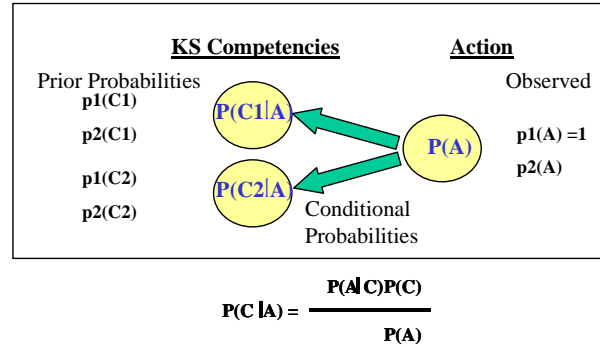 KS Competencies Action
Prior Probabilities Observed
p1(C1)
P(C1|A)
p2(C1)
p1(A) =1
P(A)
p2(A)
p1(C2)
P(C2|A)
p2(C2)
Conditional
Probabilities
P(A|C)P(C)
P(C|A) =
P(A)